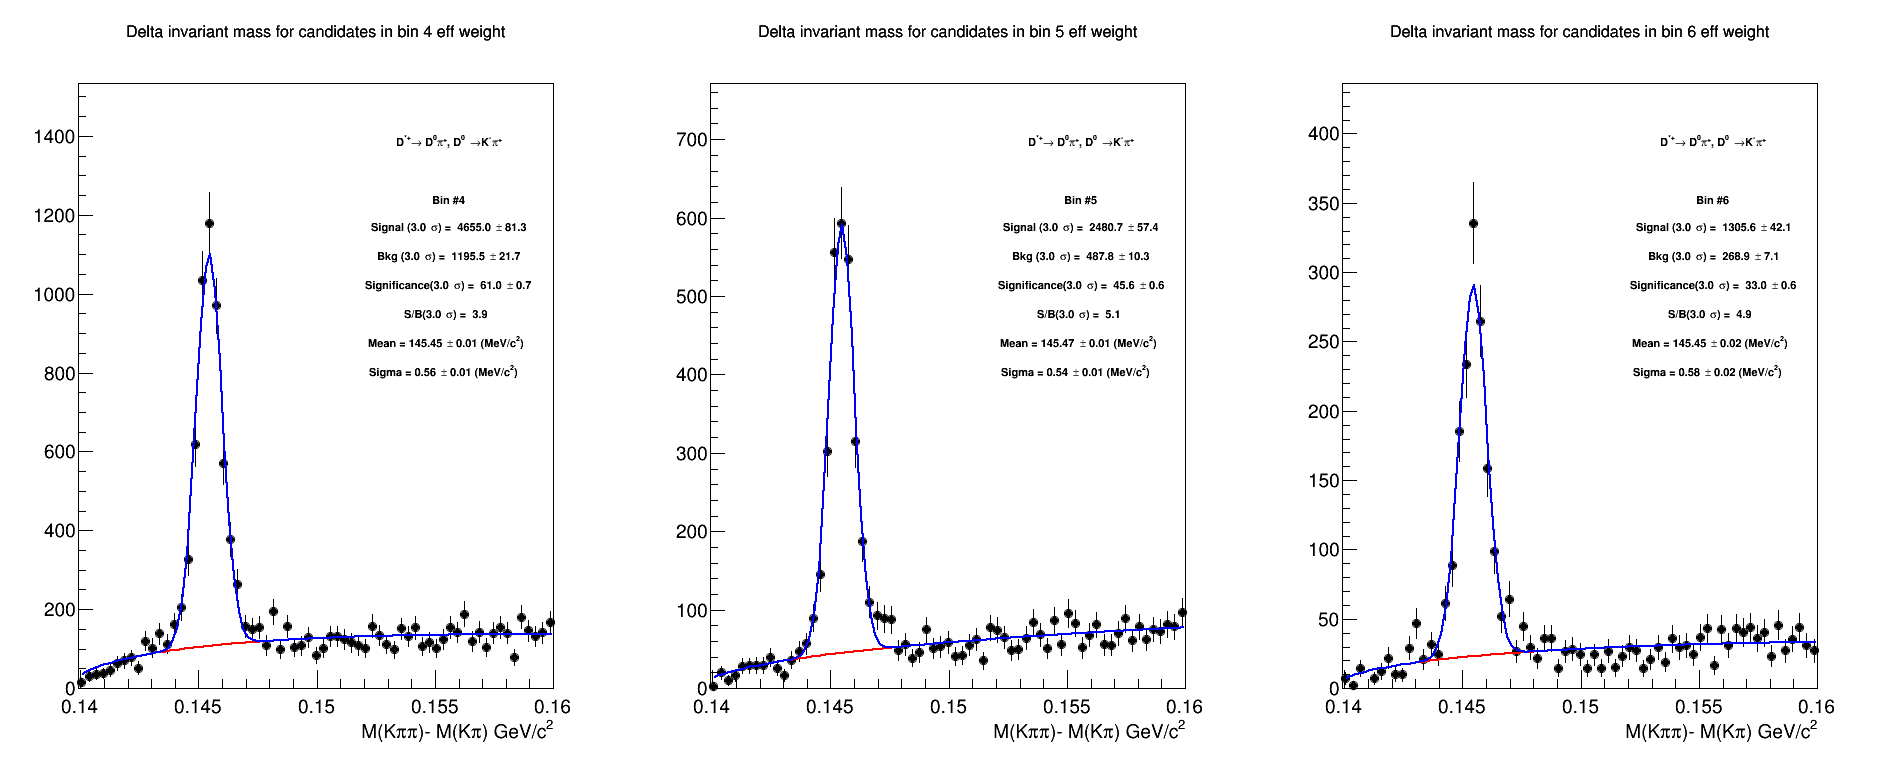 Delta invariant mass for candidates in bin 4 eff weight
1400
1200
1000
800
600
400
200
0
0.14 0.145 0.15 0.155 0.16
M(Kππ)- M(Kπ) GeV/c²
D*⁺→ D⁰π⁺, D⁰ →K⁻π⁺
Bin #4
Signal (3.0 σ) = 4655.0 ± 81.3
Bkg (3.0 σ) = 1195.5 ± 21.7
Significance(3.0 σ) = 61.0 ± 0.7
S/B(3.0 σ) = 3.9
Mean = 145.45 ± 0.01 (MeV/c²)
Sigma = 0.56 ± 0.01 (MeV/c²)
Delta invariant mass for candidates in bin 5 eff weight
700
600
500
400
300
200
100
0
0.14 0.145 0.15 0.155 0.16
M(Kππ)- M(Kπ) GeV/c²
D*⁺→ D⁰π⁺, D⁰ →K⁻π⁺
Bin #5
Signal (3.0 σ) = 2480.7 ± 57.4
Bkg (3.0 σ) = 487.8 ± 10.3
Significance(3.0 σ) = 45.6 ± 0.6
S/B(3.0 σ) = 5.1
Mean = 145.47 ± 0.01 (MeV/c²)
Sigma = 0.54 ± 0.01 (MeV/c²)
Delta invariant mass for candidates in bin 6 eff weight
400
350
300
250
200
150
100
50
0
0.14 0.145 0.15 0.155 0.16
M(Kππ)- M(Kπ) GeV/c²
D*⁺→ D⁰π⁺, D⁰ →K⁻π⁺
Bin #6
Signal (3.0 σ) = 1305.6 ± 42.1
Bkg (3.0 σ) = 268.9 ± 7.1
Significance(3.0 σ) = 33.0 ± 0.6
S/B(3.0 σ) = 4.9
Mean = 145.45 ± 0.02 (MeV/c²)
Sigma = 0.58 ± 0.02 (MeV/c²)